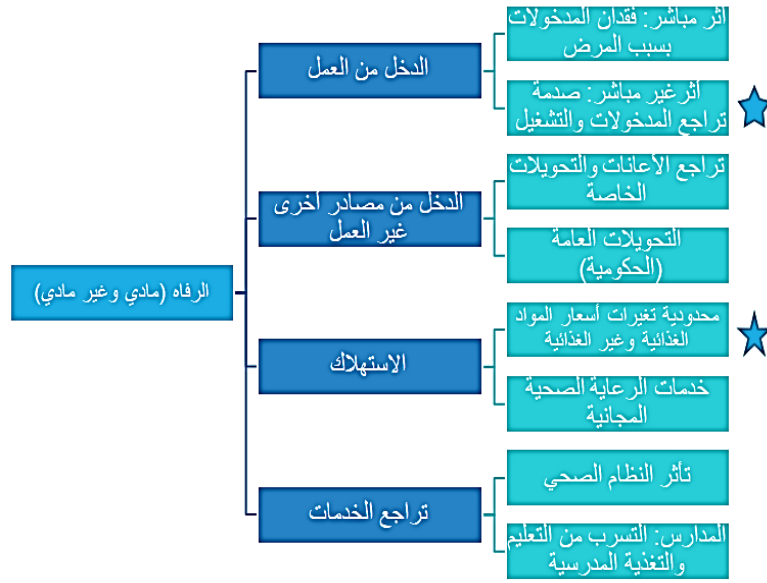 الرفاه (مادي وغير مادي)
الدخل من العمل
أثر مباشر: فقدان المدخولات
بسبب المرض
أثرغير مباشر: صدمة
تراجع المدخولات والتشغيل
الدخل من مصادر أخرى
غير العمل
تراجع الأعانات والتحويلات
الخاصة
التحويلات العامة
(الحكومية)
الاستهلاك
محدودية تغيرات أسعار المواد
الغذائية وغير الغذائية
خدمات الرعاية الصحية
المجانية
تراجع الخدمات
تأثر النظام الصحي
المدارس: التسرب من التعليم
والتغذية المدرسية